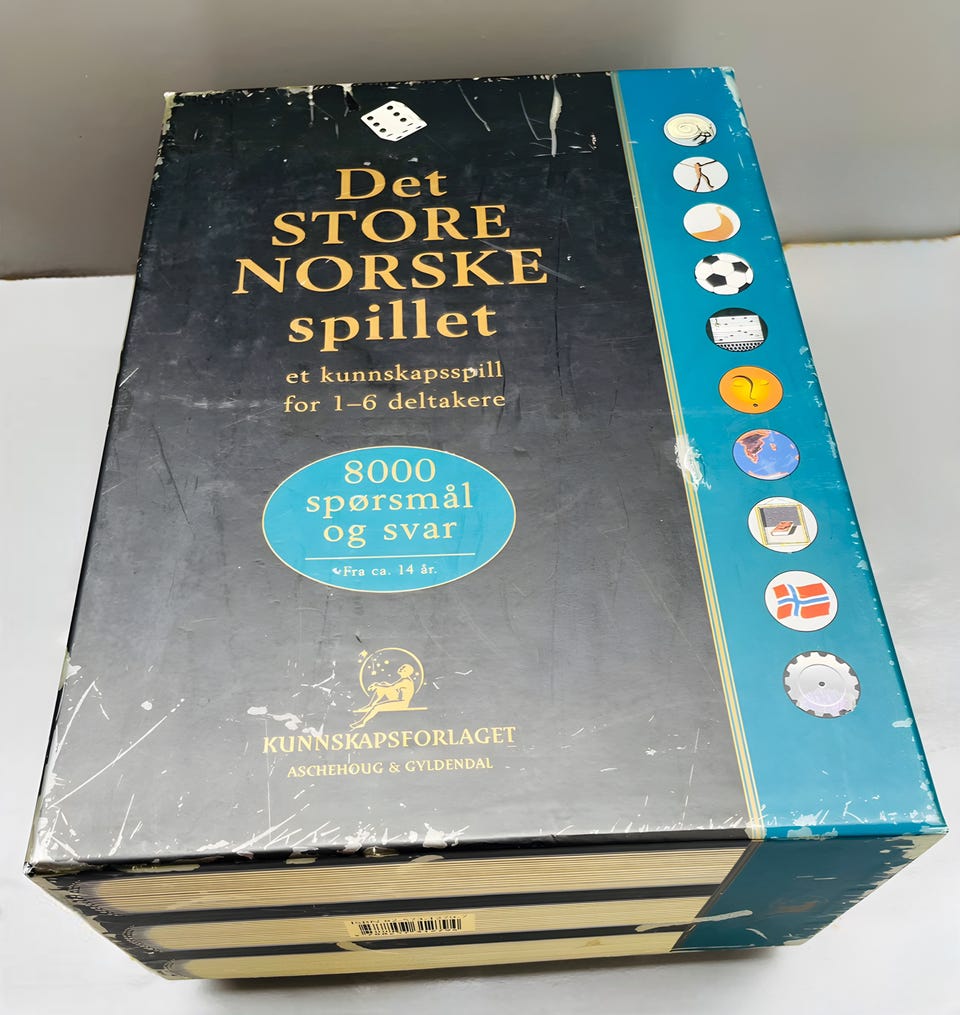 Det
STORE
NORSKE
spillet
et kunnskapsspill
for 1–6 deltakere
8000
spørsmål
og svar
Fra ca. 14 år.
KUNNSKAPSFORLAGET
ASCHEHOUG & GYLDENDAL